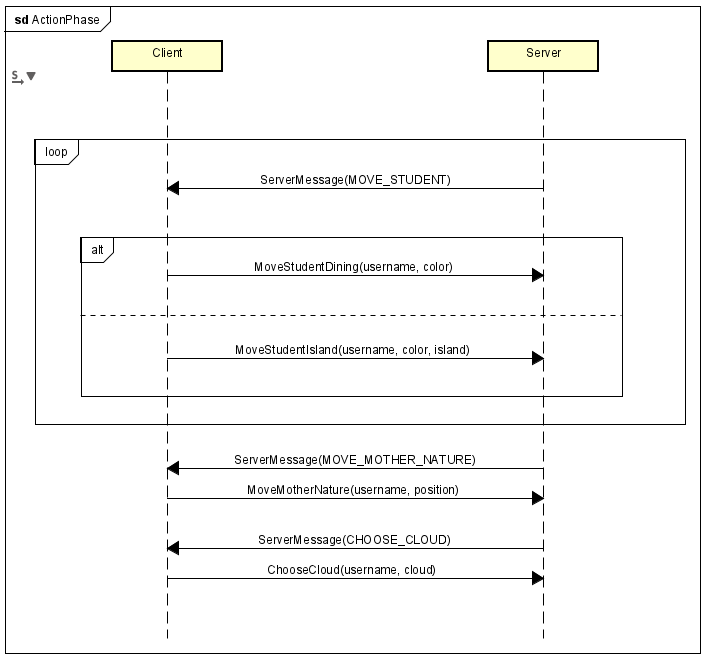 sd ActionPhase
Client
Server
S
loop
ServerMessage(MOVE_STUDENT)
alt
MoveStudentDining(username, color)
MoveStudentIsland(username, color, island)
ServerMessage(MOVE_MOTHER_NATURE)
MoveMotherNature(username, position)
ServerMessage(CHOOSE_CLOUD)
ChooseCloud(username, cloud)